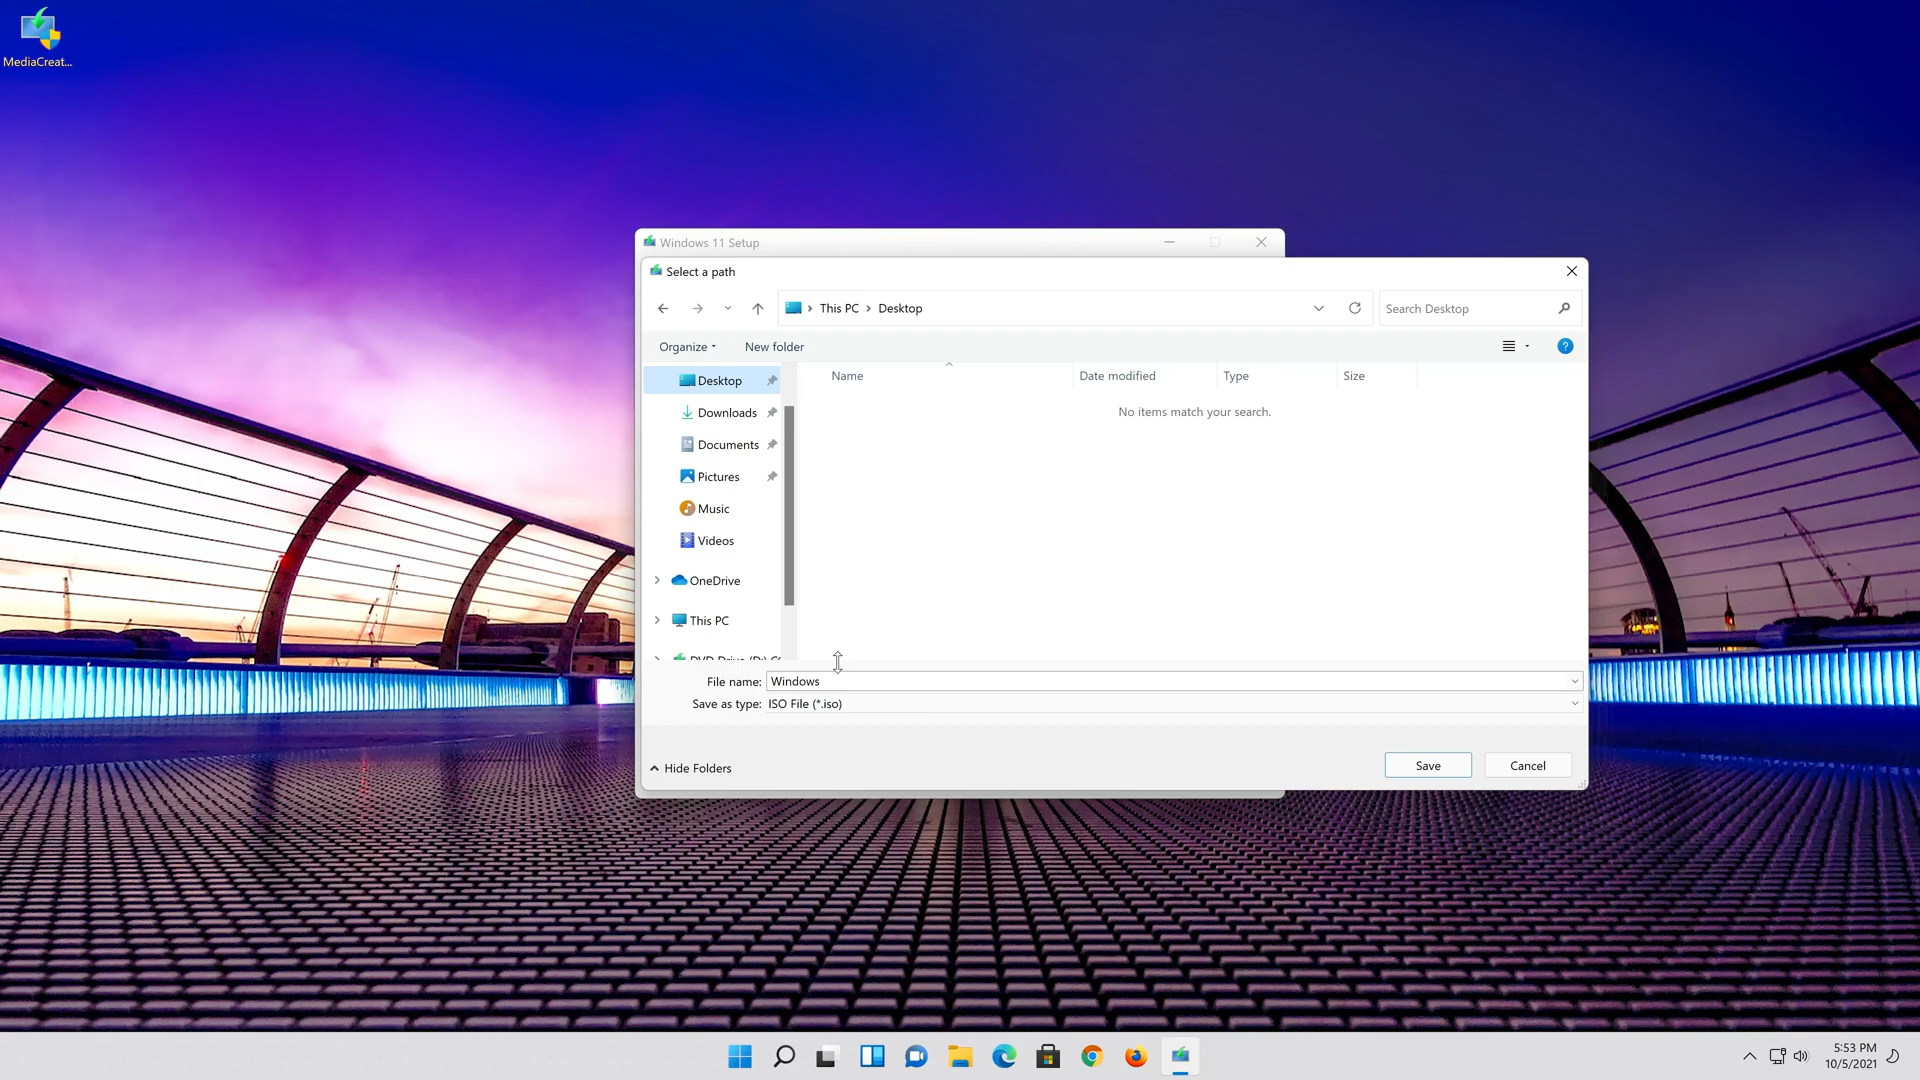 MediaCreat...
Windows 11 Setup
Select a path
This PC
Desktop
Search Desktop
Organize
New folder
?
Name
Date modified
Type
Size
Desktop
No items match your search.
Downloads
Documents
Pictures
Music
Videos
OneDrive
This PC
File name: Windows
Save as type: ISO File (*.iso)
Hide Folders
Save
Cancel
5:53 PM
10/5/2021